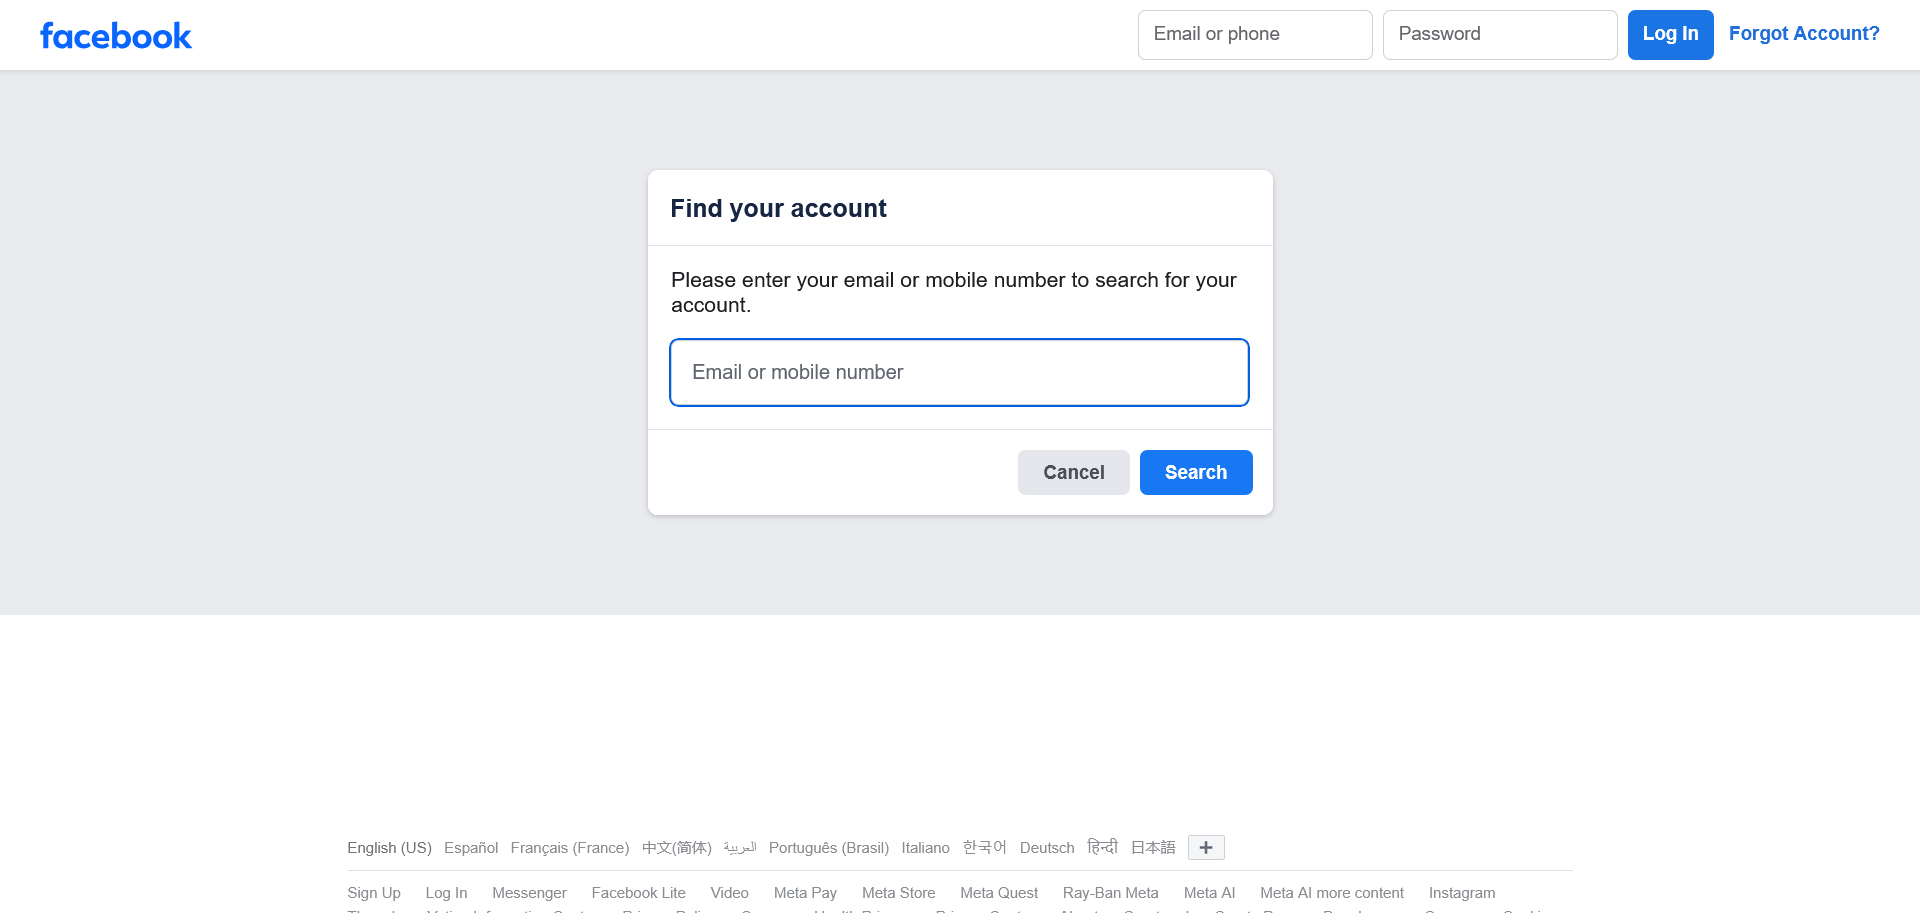 facebook
Email or phone
Password
Log In
Forgot Account?
Find your account
Please enter your email or mobile number to search for your
account.
Email or mobile number
Cancel
Search
English (US) Español Français (France) 中文(简体) العربية Português (Brasil) Italiano 한국어 Deutsch हिन्दी 日本語 +
Sign Up Log In Messenger Facebook Lite Video Meta Pay Meta Store Meta Quest Ray-Ban Meta Meta AI Meta AI more content Instagram